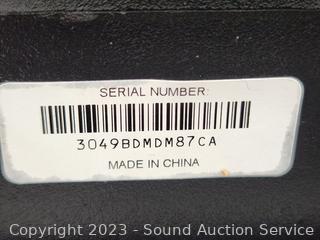 SERIAL NUMBER:
3049BDMDM87CA
MADE IN CHINA
Copyright © 2023 - Sound Auction Service